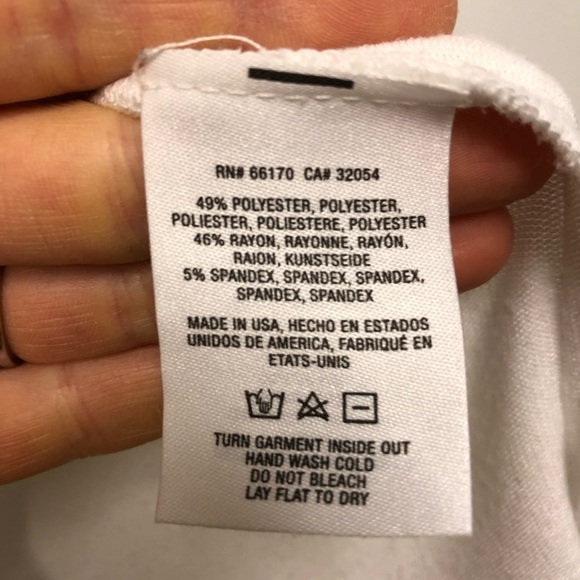 RN# 66170 CA# 32054
49% POLYESTER, POLYESTER,
POLIESTER, POLIESTERE, POLYESTER
46% RAYON, RAYONNE, RAYÓN,
RAION, KUNSTSEIDE
5% SPANDEX, SPANDEX, SPANDEX,
SPANDEX, SPANDEX
MADE IN USA, HECHO EN ESTADOS
UNIDOS DE AMERICA, FABRIQUÉ EN
ETATS-UNIS
TURN GARMENT INSIDE OUT
HAND WASH COLD
DO NOT BLEACH
LAY FLAT TO DRY